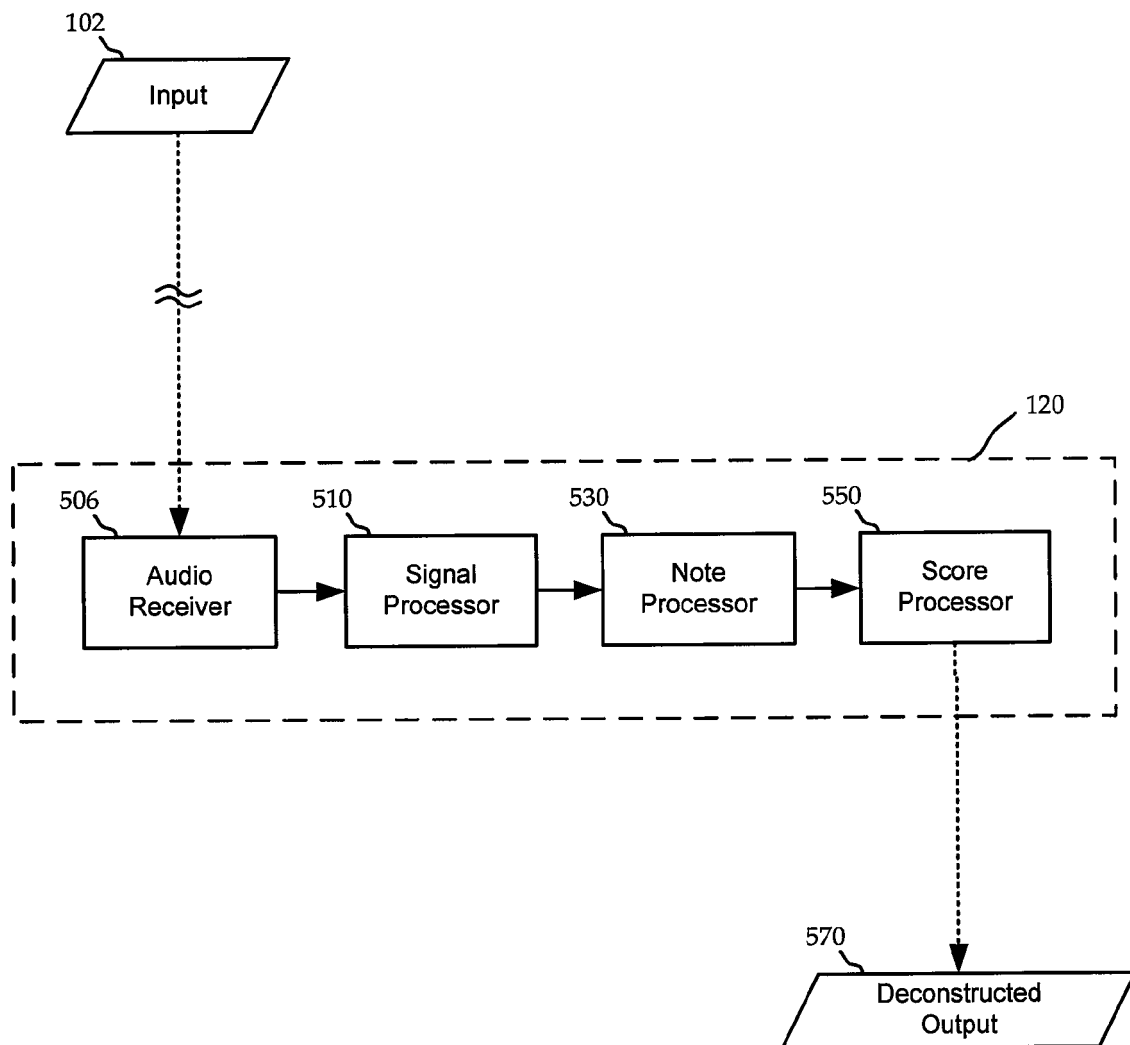 102
Input
120
506
510
530
550
Audio
Receiver
Signal
Processor
Note
Processor
Score
Processor
570
Deconstructed
Output